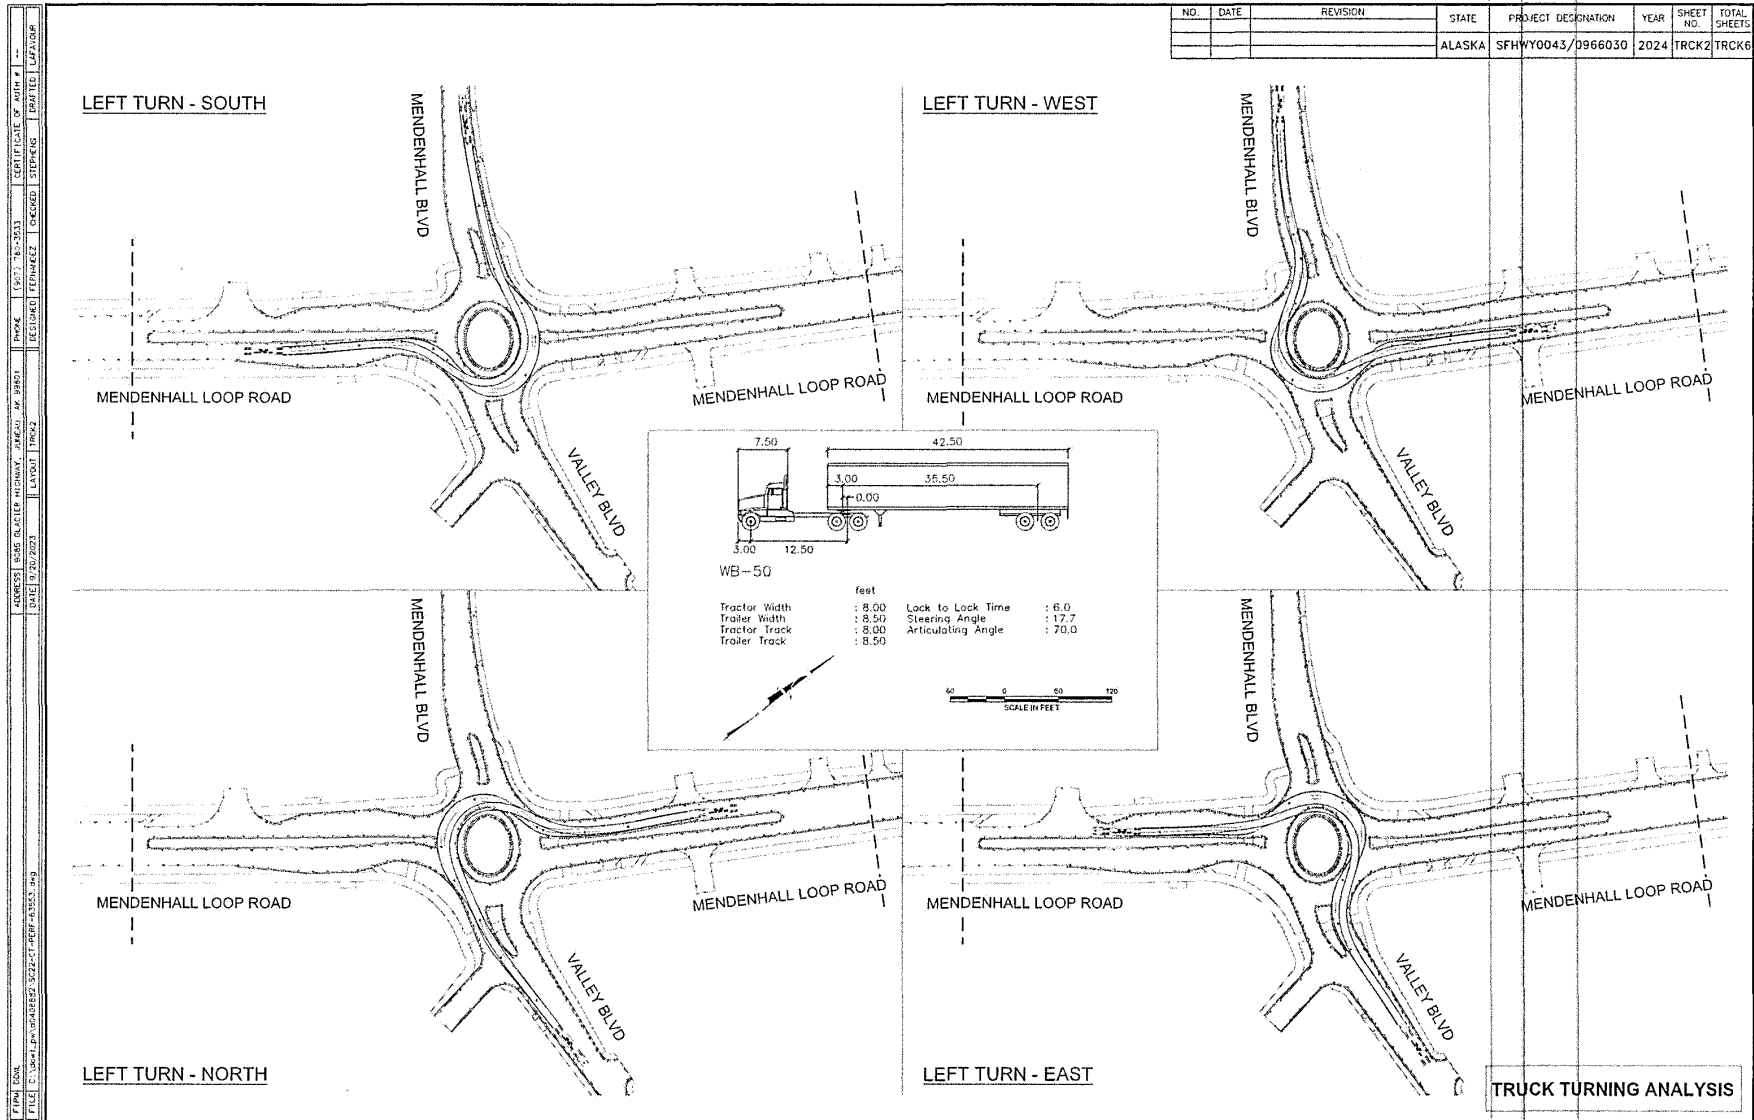 NO. DATE REVISION STATE PROJECT DESIGNATION YEAR SHEET NO. TOTAL SHEETS
ALASKA SFHWY0043/0966030 2024 TRCK2 TRCK6
LEFT TURN - SOUTH
MENDENHALL BLVD
MENDENHALL LOOP ROAD
MENDENHALL LOOP ROAD
VALLEY BLVD
LEFT TURN - WEST
MENDENHALL BLVD
MENDENHALL LOOP ROAD
MENDENHALL LOOP ROAD
VALLEY BLVD
7.50 42.50
3.00 35.50
0.00
3.00 12.50
WB-50
feet
Tractor Width : 8.00 Lock to Lock Time : 6.0
Trailer Width : 8.50 Steering Angle : 17.7
Tractor Track : 8.00 Articulating Angle : 70.0
Trailer Track : 8.50
60 0 60 120
SCALE IN FEET
MENDENHALL BLVD
MENDENHALL LOOP ROAD
MENDENHALL LOOP ROAD
VALLEY BLVD
LEFT TURN - NORTH
MENDENHALL BLVD
MENDENHALL LOOP ROAD
MENDENHALL LOOP ROAD
VALLEY BLVD
LEFT TURN - EAST
TRUCK TURNING ANALYSIS
ADDRESS 9085 GLACIER HIGHWAY, JUNEAU, AK 99801 PHONE (907) 780-3533 CERTIFICATE OF AUTH # --
DATE 9/20/2023 LAYOUT TRCK2 DESIGNED FERNANDEZ CHECKED STEPHENS DRAFTED LAFAVOUR